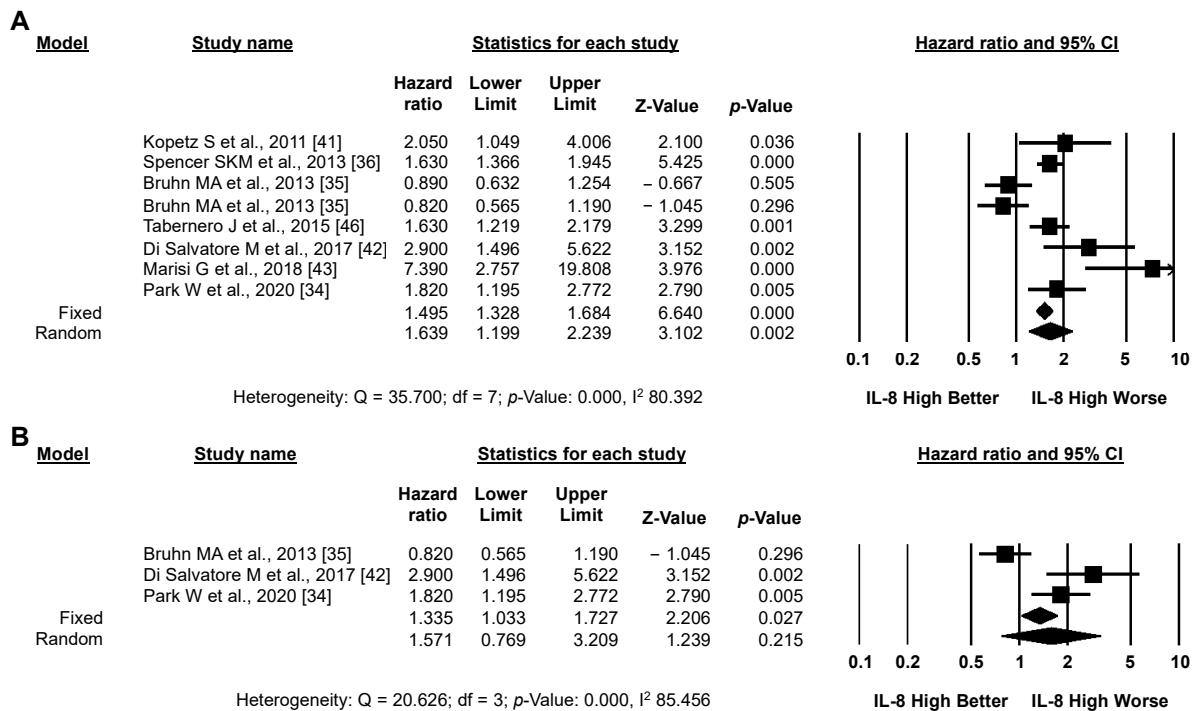 A
Model Study name Statistics for each study Hazard ratio and 95% CI
Hazard ratio Lower Limit Upper Limit Z-Value p-Value
Kopetz S et al., 2011 [41] 2.050 1.049 4.006 2.100 0.036
Spencer SKM et al., 2013 [36] 1.630 1.366 1.945 5.425 0.000
Bruhn MA et al., 2013 [35] 0.890 0.632 1.254 – 0.667 0.505
Bruhn MA et al., 2013 [35] 0.820 0.565 1.190 – 1.045 0.296
Tabernero J et al., 2015 [46] 1.630 1.219 2.179 3.299 0.001
Di Salvatore M et al., 2017 [42] 2.900 1.496 5.622 3.152 0.002
Marisi G et al., 2018 [43] 7.390 2.757 19.808 3.976 0.000
Park W et al., 2020 [34] 1.820 1.195 2.772 2.790 0.005
Fixed 1.495 1.328 1.684 6.640 0.000
Random 1.639 1.199 2.239 3.102 0.002
0.1 0.2 0.5 1 2 5 10
Heterogeneity: Q = 35.700; df = 7; p-Value: 0.000, I² 80.392 IL-8 High Better IL-8 High Worse
B
Model Study name Statistics for each study Hazard ratio and 95% CI
Hazard ratio Lower Limit Upper Limit Z-Value p-Value
Bruhn MA et al., 2013 [35] 0.820 0.565 1.190 – 1.045 0.296
Di Salvatore M et al., 2017 [42] 2.900 1.496 5.622 3.152 0.002
Park W et al., 2020 [34] 1.820 1.195 2.772 2.790 0.005
Fixed 1.335 1.033 1.727 2.206 0.027
Random 1.571 0.769 3.209 1.239 0.215
0.1 0.2 0.5 1 2 5 10
Heterogeneity: Q = 20.626; df = 3; p-Value: 0.000, I² 85.456 IL-8 High Better IL-8 High Worse